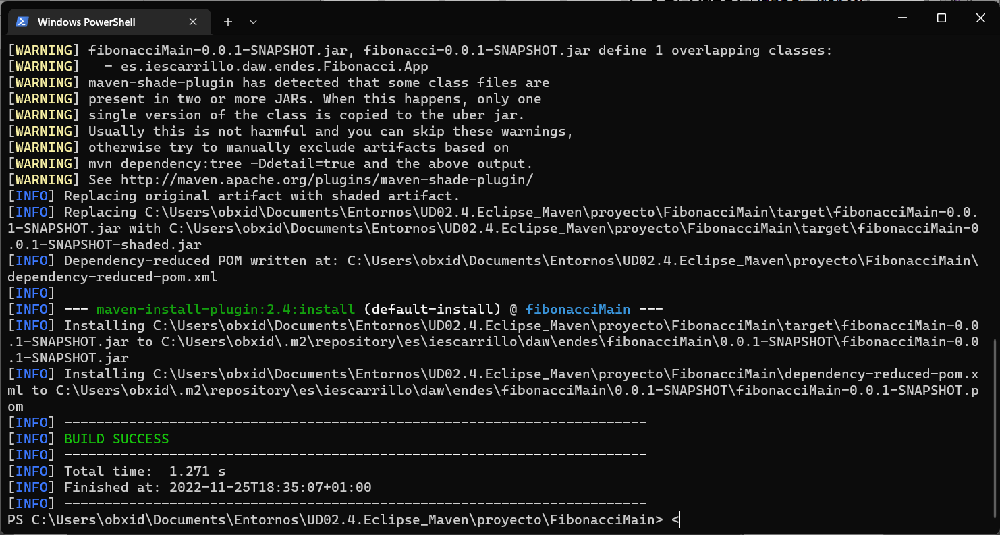 Windows PowerShell
[WARNING] fibonacciMain-0.0.1-SNAPSHOT.jar, fibonacci-0.0.1-SNAPSHOT.jar define 1 overlapping classes:
[WARNING]   - es.iescarrillo.daw.endes.Fibonacci.App
[WARNING] maven-shade-plugin has detected that some class files are
[WARNING] present in two or more JARs. When this happens, only one
[WARNING] single version of the class is copied to the uber jar.
[WARNING] Usually this is not harmful and you can skip these warnings,
[WARNING] otherwise try to manually exclude artifacts based on
[WARNING] mvn dependency:tree -Ddetail=true and the above output.
[WARNING] See http://maven.apache.org/plugins/maven-shade-plugin/
[INFO] Replacing original artifact with shaded artifact.
[INFO] Replacing C:\Users\obxid\Documents\Entornos\UD02.4.Eclipse_Maven\proyecto\FibonacciMain\target\fibonacciMain-0.0.
1-SNAPSHOT.jar with C:\Users\obxid\Documents\Entornos\UD02.4.Eclipse_Maven\proyecto\FibonacciMain\target\fibonacciMain-0
.0.1-SNAPSHOT-shaded.jar
[INFO] Dependency-reduced POM written at: C:\Users\obxid\Documents\Entornos\UD02.4.Eclipse_Maven\proyecto\FibonacciMain\
dependency-reduced-pom.xml
[INFO]
[INFO] --- maven-install-plugin:2.4:install (default-install) @ fibonacciMain ---
[INFO] Installing C:\Users\obxid\Documents\Entornos\UD02.4.Eclipse_Maven\proyecto\FibonacciMain\target\fibonacciMain-0.0
.1-SNAPSHOT.jar to C:\Users\obxid\.m2\repository\es\iescarrillo\daw\endes\fibonacciMain\0.0.1-SNAPSHOT\fibonacciMain-0.0
.1-SNAPSHOT.jar
[INFO] Installing C:\Users\obxid\Documents\Entornos\UD02.4.Eclipse_Maven\proyecto\FibonacciMain\dependency-reduced-pom.x
ml to C:\Users\obxid\.m2\repository\es\iescarrillo\daw\endes\fibonacciMain\0.0.1-SNAPSHOT\fibonacciMain-0.0.1-SNAPSHOT.p
om
[INFO] ------------------------------------------------------------------------
[INFO] BUILD SUCCESS
[INFO] ------------------------------------------------------------------------
[INFO] Total time:  1.271 s
[INFO] Finished at: 2022-11-25T18:35:07+01:00
[INFO] ------------------------------------------------------------------------
PS C:\Users\obxid\Documents\Entornos\UD02.4.Eclipse_Maven\proyecto\FibonacciMain> <